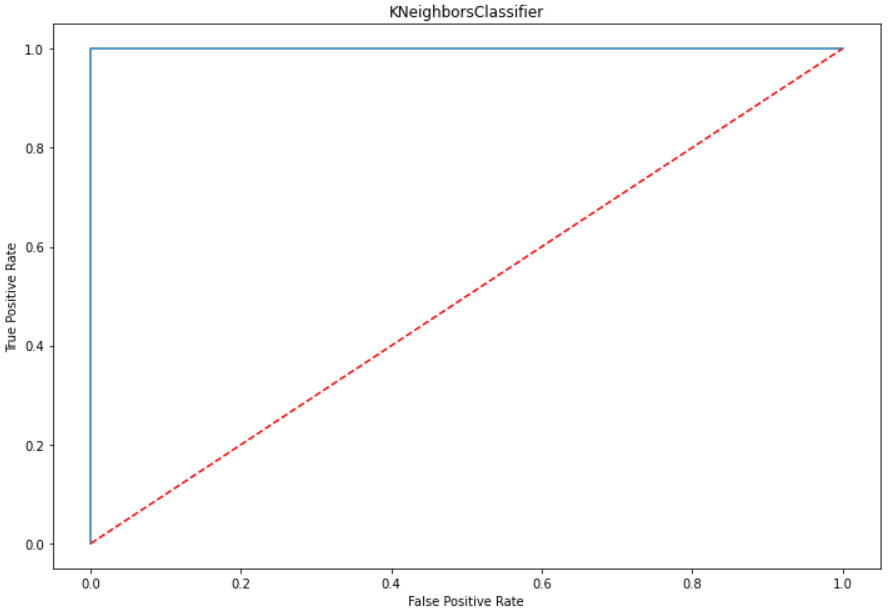 KNeighborsClassifier
1.0
0.8
0.6
0.4
0.2
0.0
True Positive Rate
0.0 0.2 0.4 0.6 0.8 1.0
False Positive Rate